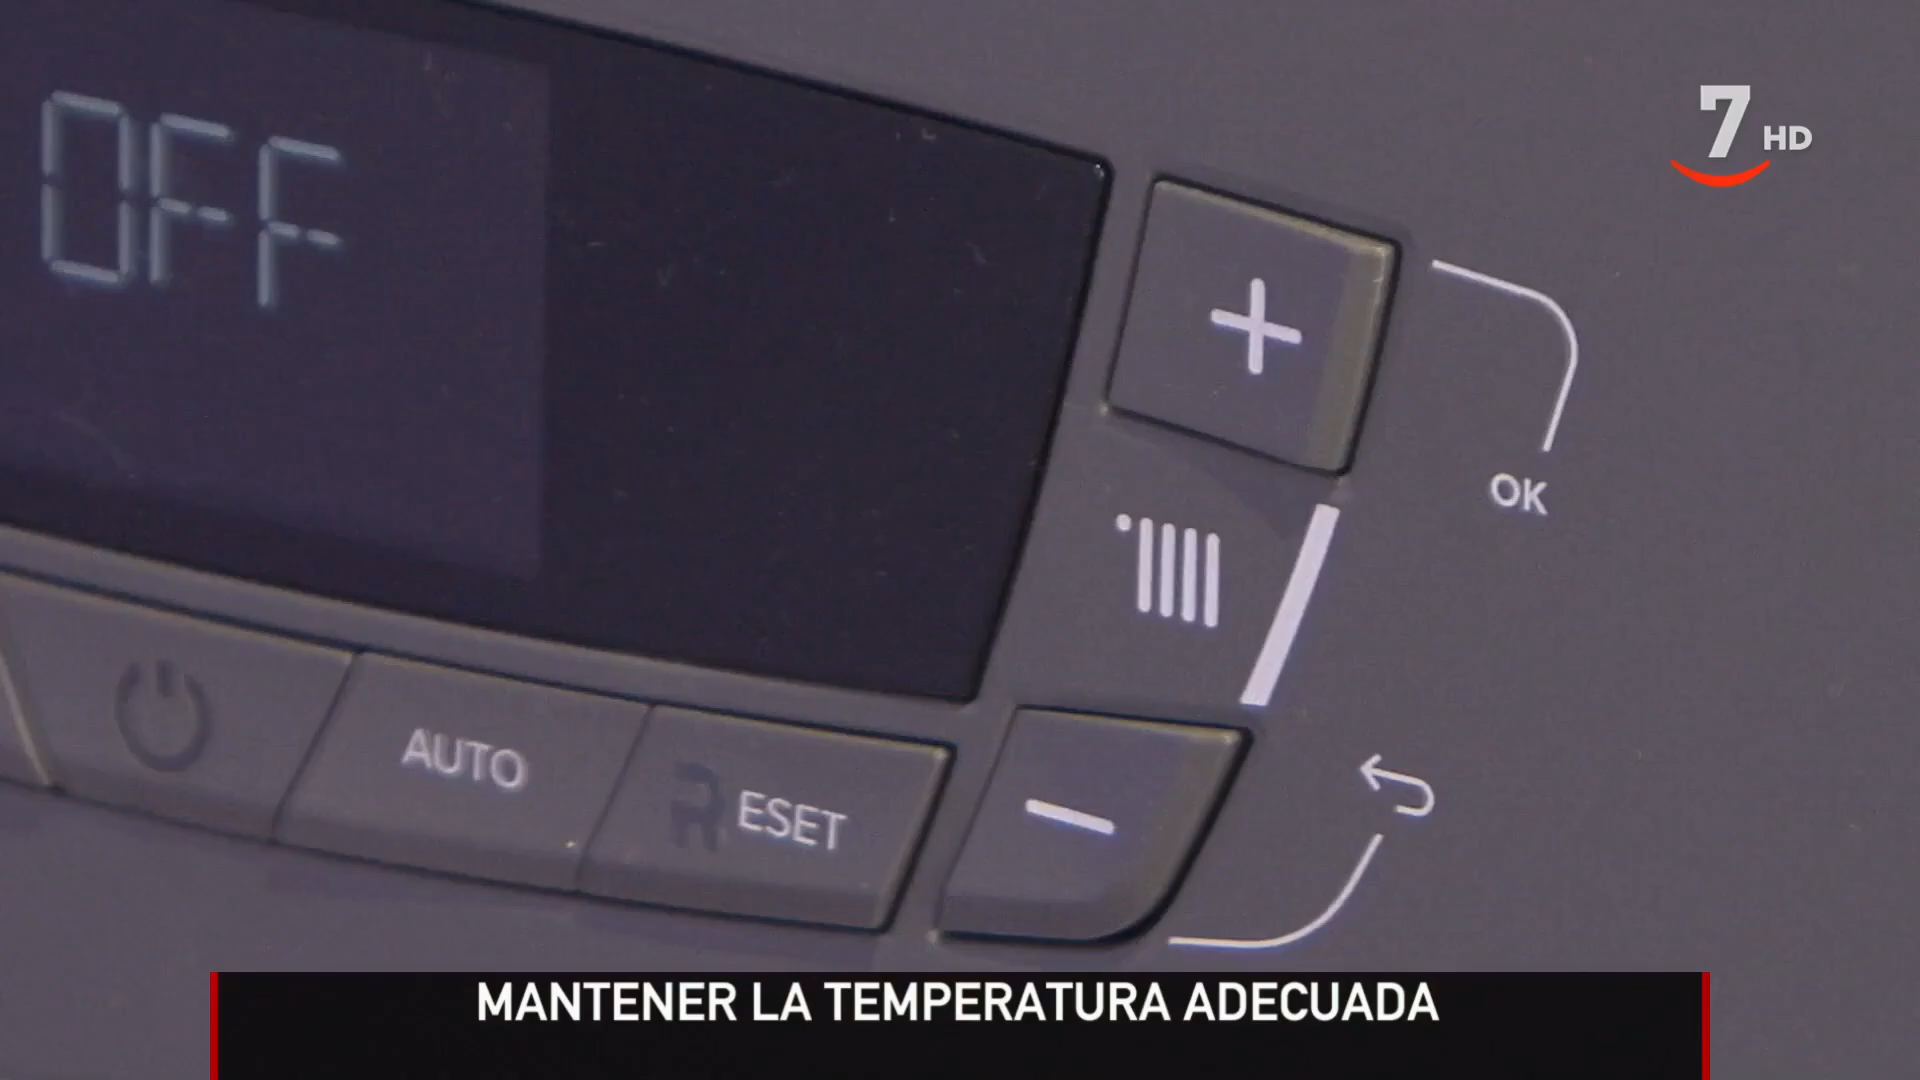 OFF
7 HD
OK
AUTO
RESET
MANTENER LA TEMPERATURA ADECUADA